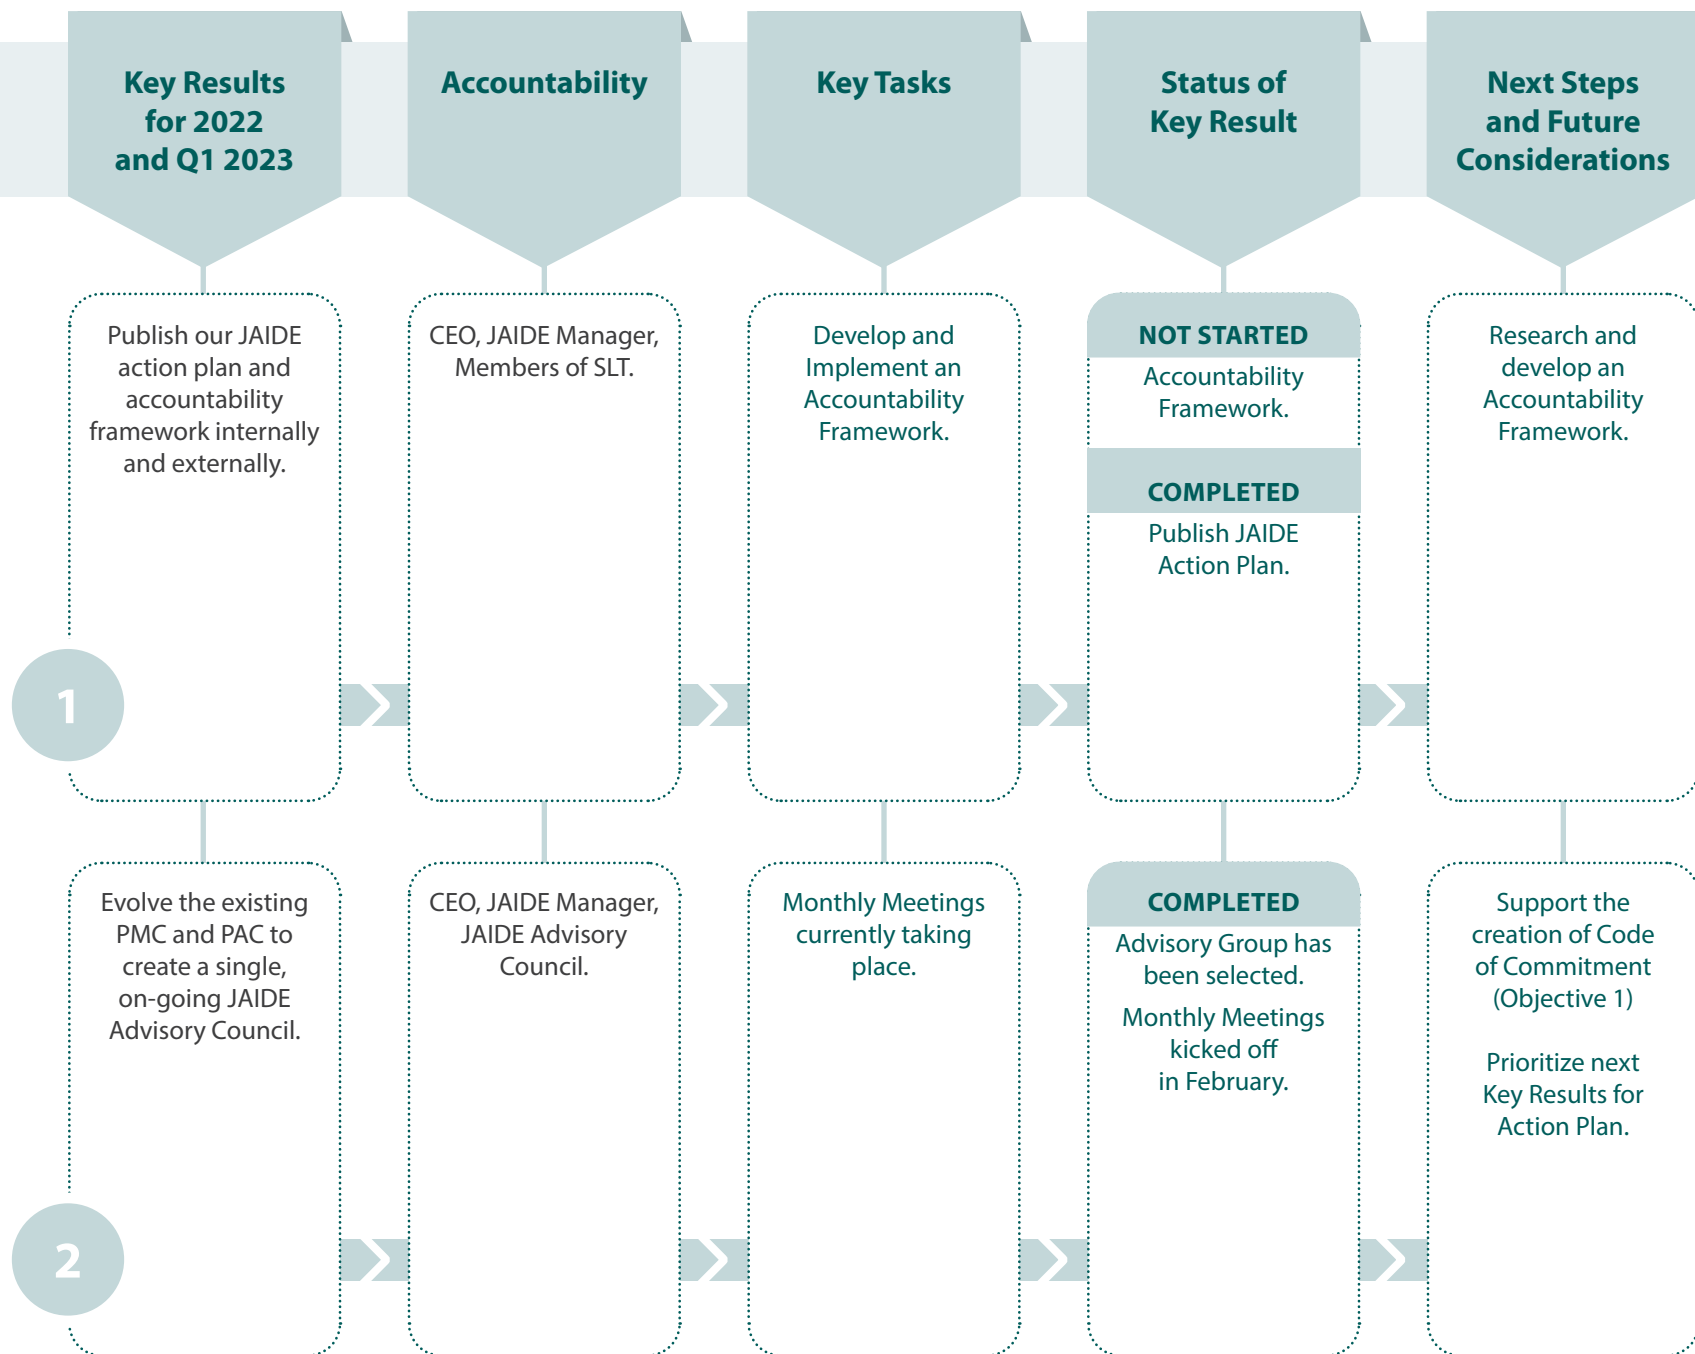 Key Results
for 2022
and Q1 2023
Accountability
Key Tasks
Status of
Key Result
Next Steps
and Future
Considerations
1
Publish our JAIDE
action plan and
accountability
framework internally
and externally.
CEO, JAIDE Manager,
Members of SLT.
Develop and
Implement an
Accountability
Framework.
NOT STARTED
Accountability
Framework.
COMPLETED
Publish JAIDE
Action Plan.
Research and
develop an
Accountability
Framework.
2
Evolve the existing
PMC and PAC to
create a single,
on-going JAIDE
Advisory Council.
CEO, JAIDE Manager,
JAIDE Advisory
Council.
Monthly Meetings
currently taking
place.
COMPLETED
Advisory Group has
been selected.
Monthly Meetings
kicked off
in February.
Support the
creation of Code
of Commitment
(Objective 1)
Prioritize next
Key Results for
Action Plan.